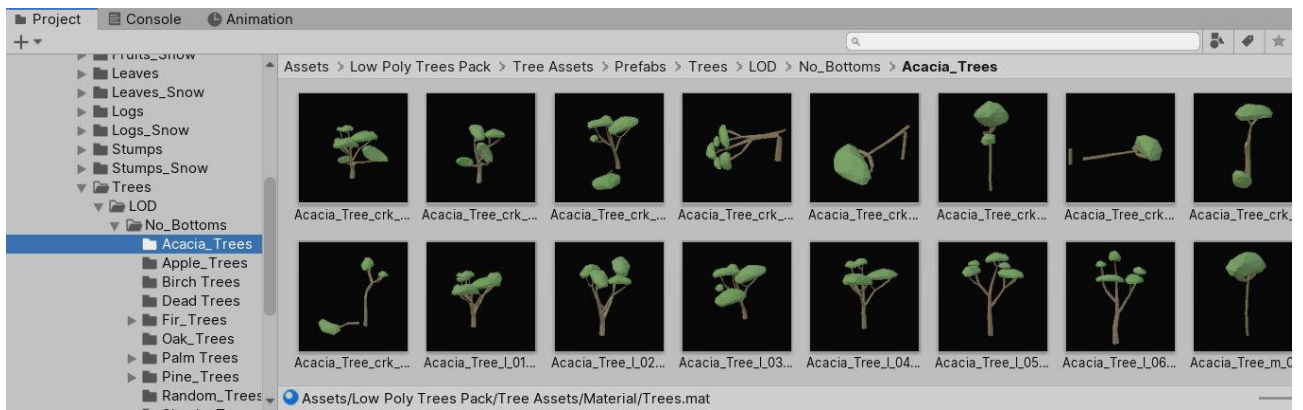 Project Console Animation
Assets > Low Poly Trees Pack > Tree Assets > Prefabs > Trees > LOD > No_Bottoms > Acacia_Trees
Fruits_Snow
Leaves
Leaves_Snow
Logs
Logs_Snow
Stumps
Stumps_Snow
Trees
LOD
No_Bottoms
Acacia_Trees
Apple_Trees
Birch Trees
Dead Trees
Fir_Trees
Oak_Trees
Palm Trees
Pine_Trees
Random_Trees
Acacia_Tree_crk_... Acacia_Tree_crk_... Acacia_Tree_crk_... Acacia_Tree_crk_... Acacia_Tree_crk... Acacia_Tree_crk... Acacia_Tree_crk... Acacia_Tree_crk_
Acacia_Tree_crk_... Acacia_Tree_l_01... Acacia_Tree_l_02... Acacia_Tree_l_03... Acacia_Tree_l_04... Acacia_Tree_l_05... Acacia_Tree_l_06... Acacia_Tree_m_0
Assets/Low Poly Trees Pack/Tree Assets/Material/Trees.mat